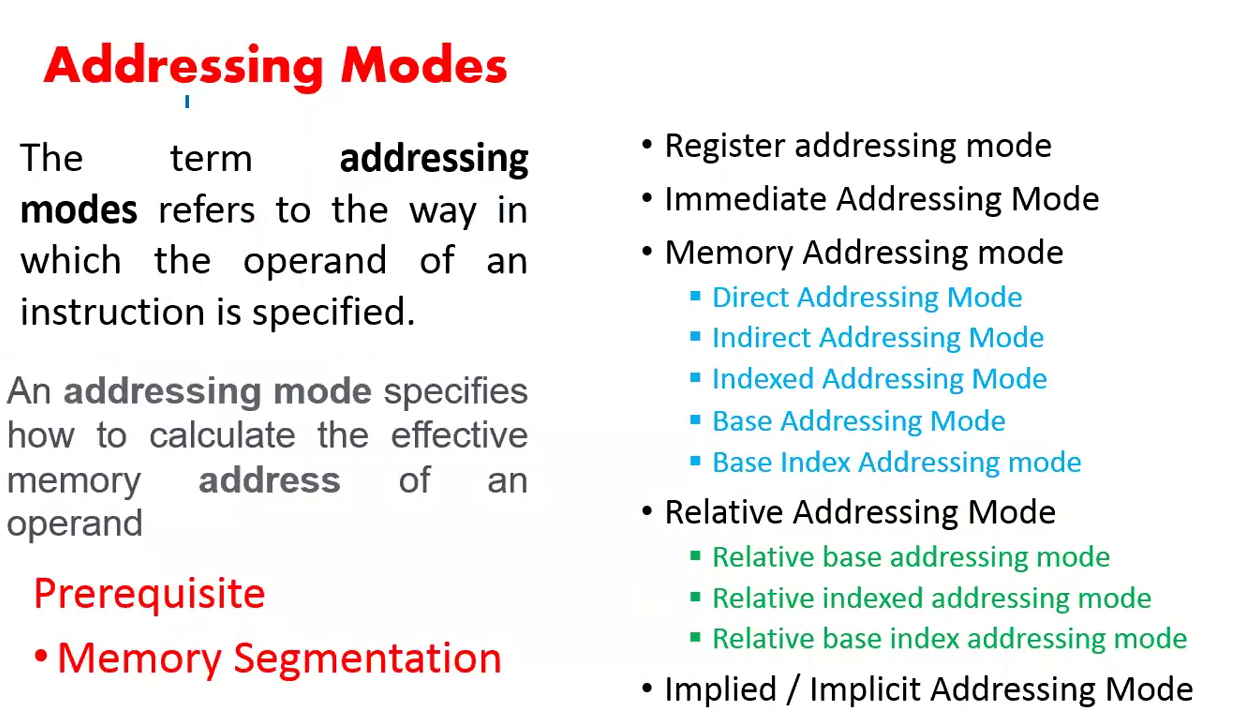 Addressing Modes
The term addressing
modes refers to the way in
which the operand of an
instruction is specified.
An addressing mode specifies
how to calculate the effective
memory address of an
operand
Prerequisite
• Memory Segmentation
• Register addressing mode
• Immediate Addressing Mode
• Memory Addressing mode
▪ Direct Addressing Mode
▪ Indirect Addressing Mode
▪ Indexed Addressing Mode
▪ Base Addressing Mode
▪ Base Index Addressing mode
• Relative Addressing Mode
▪ Relative base addressing mode
▪ Relative indexed addressing mode
▪ Relative base index addressing mode
• Implied / Implicit Addressing Mode